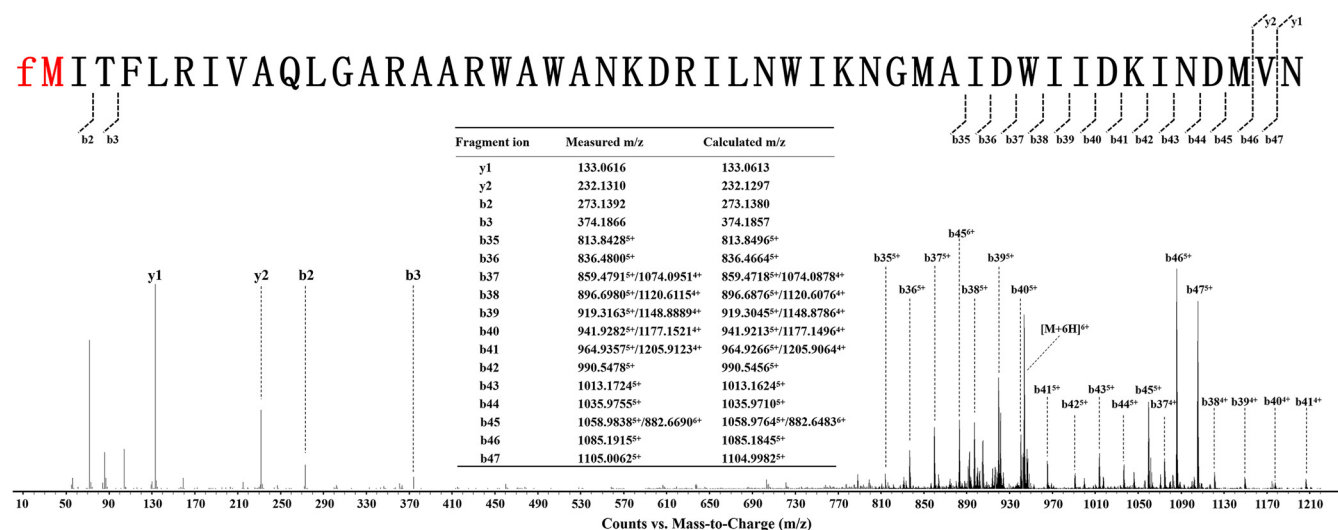 y2 y1
fMITFLRIVAQLGARAARWAWANKDRILNWIKNGMAIDWIIDKINDMVN
b2 b3 b35 b36 b37 b38 b39 b40 b41 b42 b43 b44 b45 b46 b47
Fragment ion Measured m/z Calculated m/z
y1 133.0616 133.0613
y2 232.1310 232.1297
b2 273.1392 273.1380
b3 374.1866 374.1857
b35 813.8428⁵⁺ 813.8496⁵⁺
b36 836.4800⁵⁺ 836.4664⁵⁺
b37 859.4791⁵⁺/1074.0951⁴⁺ 859.4718⁵⁺/1074.0878⁴⁺
b38 896.6980⁵⁺/1120.6115⁴⁺ 896.6876⁵⁺/1120.6076⁴⁺
b39 919.3163⁵⁺/1148.8889⁴⁺ 919.3045⁵⁺/1148.8786⁴⁺
b40 941.9282⁵⁺/1177.1521⁴⁺ 941.9213⁵⁺/1177.1496⁴⁺
b41 964.9357⁵⁺/1205.9123⁴⁺ 964.9266⁵⁺/1205.9064⁴⁺
b42 990.5478⁵⁺ 990.5456⁵⁺
b43 1013.1724⁵⁺ 1013.1624⁵⁺
b44 1035.9755⁵⁺ 1035.9710⁵⁺
b45 1058.9838⁵⁺/882.6690⁶⁺ 1058.9764⁵⁺/882.6483⁶⁺
b46 1085.1915⁵⁺ 1085.1845⁵⁺
b47 1105.0062⁵⁺ 1104.9982⁵⁺
y1 y2 b2 b3
b45⁶⁺
b35⁵⁺ b37⁵⁺ b39⁵⁺ b46⁵⁺
b36⁵⁺ b38⁵⁺ b40⁵⁺ b47⁵⁺
[M+6H]⁶⁺
b41⁵⁺ b43⁵⁺ b45⁵⁺
b42⁵⁺ b44⁵⁺ b37⁴⁺ b38⁴⁺ b39⁴⁺ b40⁴⁺ b41⁴⁺
10 50 90 130 170 210 250 290 330 370 410 450 490 530 570 610 650 690 730 770 810 850 890 930 970 1010 1050 1090 1130 1170 1210
Counts vs. Mass-to-Charge (m/z)